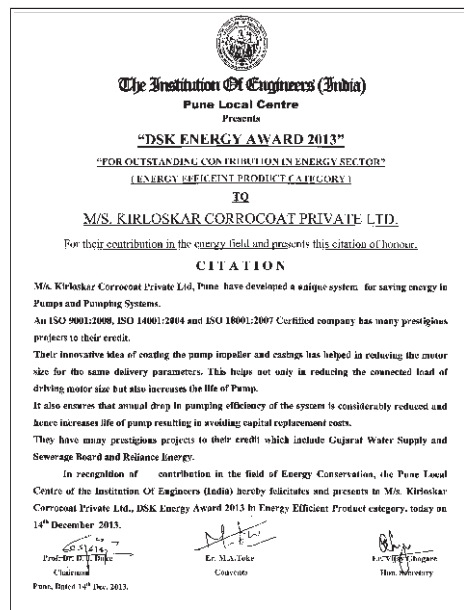 The Institution Of Engineers (India)
Pune Local Centre
Presents
"DSK ENERGY AWARD 2013"
"FOR OUTSTANDING CONTRIBUTION IN ENERGY SECTOR"
(ENERGY EFFICEINT PRODUCT CATEGORY)
TO
M/S. KIRLOSKAR CORROCOAT PRIVATE LTD.
For their contribution in the energy field and presents this citation of honour.
CITATION
M/s. Kirloskar Corrocoat Private Ltd, Pune have developed a unique system for saving energy in
Pumps and Pumping Systems.
An ISO 9001:2008, ISO 14001:2004 and ISO 18001:2007 Certified company has many prestigious
projects to their credit.
Their innovative idea of coating the pump impeller and casings has helped in reducing the motor
size for the same delivery parameters. This helps not only in reducing the connected load of
driving motor size but also increases the life of Pump.
It also ensures that annual drop in pumping efficiency of the system is considerably reduced and
hence increases life of pump resulting in avoiding capital replacement costs.
They have many prestigious projects to their credit which include Gujarat Water Supply and
Sewerage Board and Reliance Energy.
In recognition of contribution in the field of Energy Conservation, the Pune Local
Centre of the Institution Of Engineers (India) hereby felicitates and presents to M/s. Kirloskar
Corrocoat Private Ltd., DSK Energy Award 2013 in Energy Efficient Product category, today on
14th December 2013.
Prof. Dr. D. Er. M.A.Toke Er. Vijay Ghogare
Chairman Convener Hon. Secretary
Pune, Dated 14th Dec. 2013.